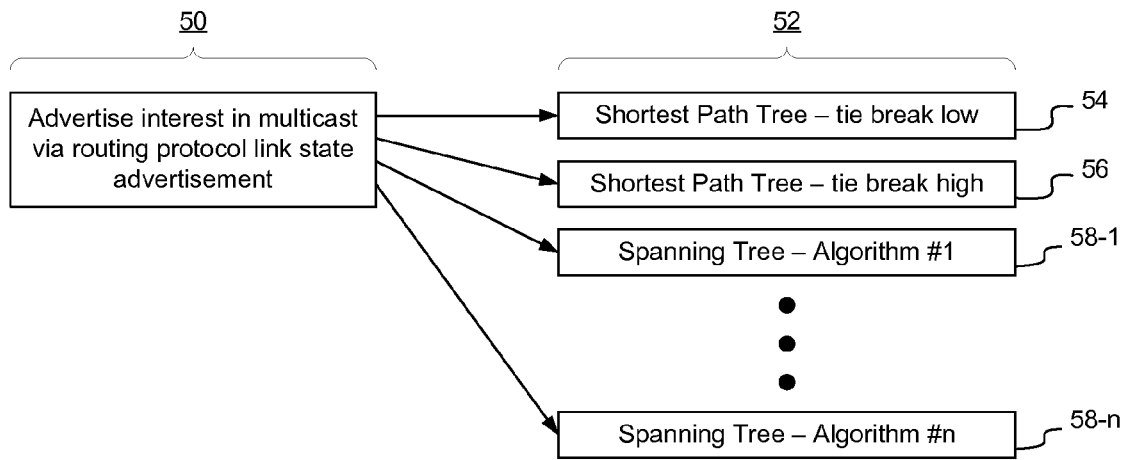 50
52
Advertise interest in multicast
via routing protocol link state
advertisement
Shortest Path Tree – tie break low
54
Shortest Path Tree – tie break high
56
Spanning Tree – Algorithm #1
58-1
Spanning Tree – Algorithm #n
58-n